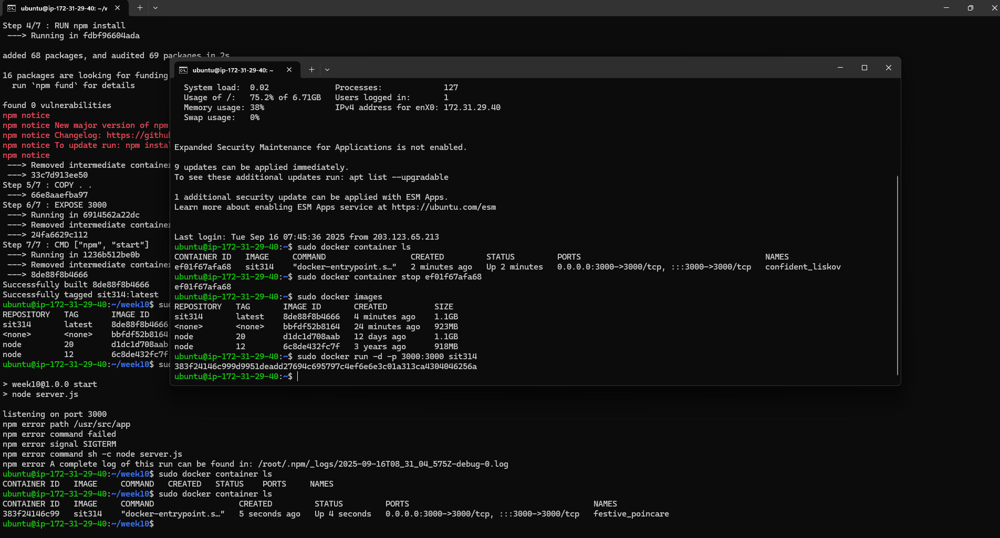 ubuntu@ip-172-31-29-40: ~/w
Step 4/7 : RUN npm install
---> Running in fdbf96604ada
added 68 packages, and audited 69 packages in 2s
16 packages are looking for funding
run `npm fund` for details
found 0 vulnerabilities
npm notice
npm notice New major version of npm
npm notice Changelog: https://github
npm notice To update run: npm instal
npm notice
---> Removed intermediate container
---> 33c7d913ee50
Step 5/7 : COPY . .
---> 66e8aaefba97
Step 6/7 : EXPOSE 3000
---> Running in 6914562a22dc
---> Removed intermediate container
---> 24fa6629c112
Step 7/7 : CMD ["npm", "start"]
---> Running in 1236b512be0b
---> Removed intermediate container
---> 8de88f8b4666
Successfully built 8de88f8b4666
Successfully tagged sit314:latest
ubuntu@ip-172-31-29-40:~/week10$ sud
REPOSITORY TAG IMAGE ID
sit314 latest 8de88f8b4666
<none> <none> bbfdf52b8164
node 20 d1dc1d708aab
node 12 6c8de432fc7f
ubuntu@ip-172-31-29-40:~/week10$ sud
> week10@1.0.0 start
> node server.js
listening on port 3000
npm error path /usr/src/app
npm error command failed
npm error signal SIGTERM
npm error command sh -c node server.js
npm error A complete log of this run can be found in: /root/.npm/_logs/2025-09-16T08_31_04_575Z-debug-0.log
ubuntu@ip-172-31-29-40:~/week10$ sudo docker container ls
CONTAINER ID IMAGE COMMAND CREATED STATUS PORTS NAMES
ubuntu@ip-172-31-29-40:~/week10$ sudo docker container ls
CONTAINER ID IMAGE COMMAND CREATED STATUS PORTS NAMES
383f24146c99 sit314 "docker-entrypoint.s…" 5 seconds ago Up 4 seconds 0.0.0.0:3000->3000/tcp, :::3000->3000/tcp festive_poincare
ubuntu@ip-172-31-29-40:~/week10$
ubuntu@ip-172-31-29-40: ~
System load: 0.02 Processes: 127
Usage of /: 75.2% of 6.71GB Users logged in: 1
Memory usage: 38% IPv4 address for enX0: 172.31.29.40
Swap usage: 0%
Expanded Security Maintenance for Applications is not enabled.
9 updates can be applied immediately.
To see these additional updates run: apt list --upgradable
1 additional security update can be applied with ESM Apps.
Learn more about enabling ESM Apps service at https://ubuntu.com/esm
Last login: Tue Sep 16 07:45:36 2025 from 203.123.65.213
ubuntu@ip-172-31-29-40:~$ sudo docker container ls
CONTAINER ID IMAGE COMMAND CREATED STATUS PORTS NAMES
ef01f67afa68 sit314 "docker-entrypoint.s…" 2 minutes ago Up 2 minutes 0.0.0.0:3000->3000/tcp, :::3000->3000/tcp confident_liskov
ubuntu@ip-172-31-29-40:~$ sudo docker container stop ef01f67afa68
ef01f67afa68
ubuntu@ip-172-31-29-40:~$ sudo docker images
REPOSITORY TAG IMAGE ID CREATED SIZE
sit314 latest 8de88f8b4666 4 minutes ago 1.1GB
<none> <none> bbfdf52b8164 24 minutes ago 923MB
node 20 d1dc1d708aab 12 days ago 1.1GB
node 12 6c8de432fc7f 3 years ago 918MB
ubuntu@ip-172-31-29-40:~$ sudo docker run -d -p 3000:3000 sit314
383f24146c999d9951deadd27694c695797c4ef6e6e3c01a313ca4304046256a
ubuntu@ip-172-31-29-40:~$